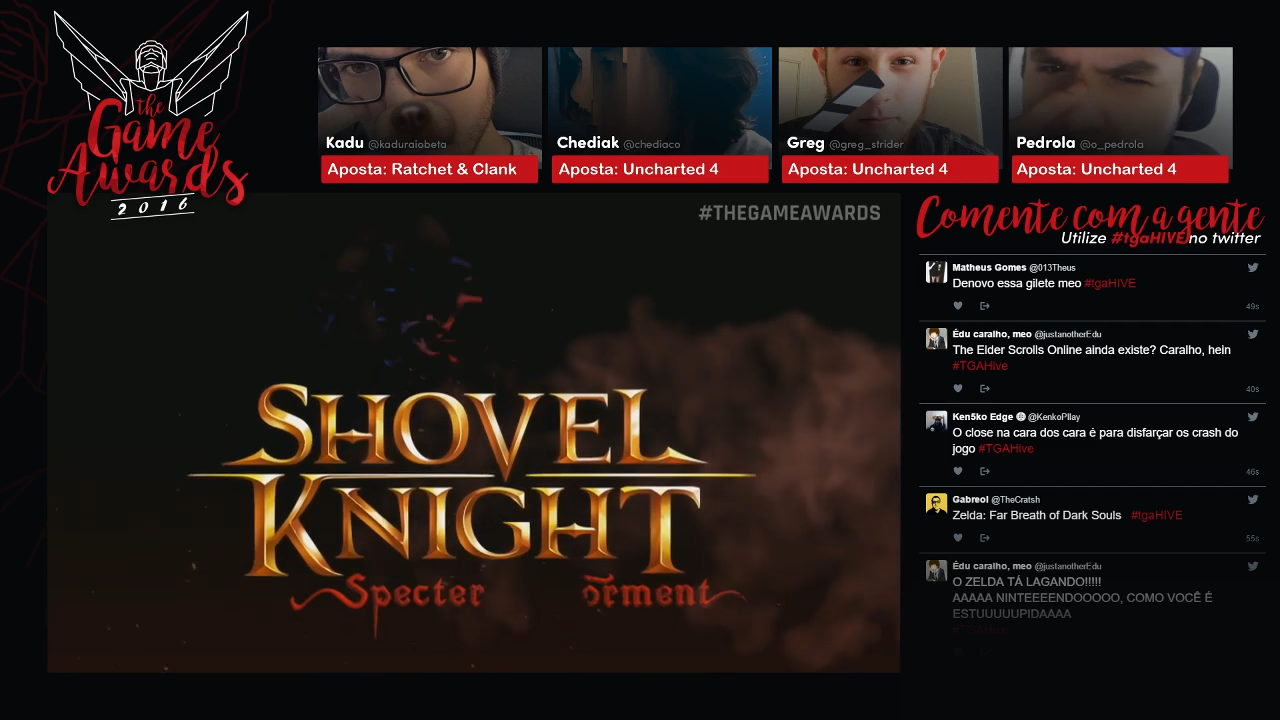 the
Game
Awards
2016
Kadu @kaduraiobeta
Aposta: Ratchet & Clank
Chediak @chediaco
Aposta: Uncharted 4
Greg @greg_strider
Aposta: Uncharted 4
Pedrola @o_pedrola
Aposta: Uncharted 4
#THEGAMEAWARDS
SHOVEL
KNIGHT
Specter orment
Comente com a gente
Utilize #tgaHIVE no twitter
Matheus Gomes @013Theus
Denovo essa gilete meo #tgaHIVE
49s
Édu caralho, meo @justanotherEdu
The Elder Scrolls Online ainda existe? Caralho, hein
#TGAHive
40s
Ken5ko Edge @KenkoPllay
O close na cara dos cara é para disfarçar os crash do
jogo #TGAHive
46s
Gabreol @TheCratsh
Zelda: Far Breath of Dark Souls #tgaHIVE
55s
Édu caralho, meo @justanotherEdu
O ZELDA TÁ LAGANDO!!!!!
AAAAA NINTEEEENDOOOOO, COMO VOCÊ É
ESTUUUUUPIDAAAA
#TGAHive